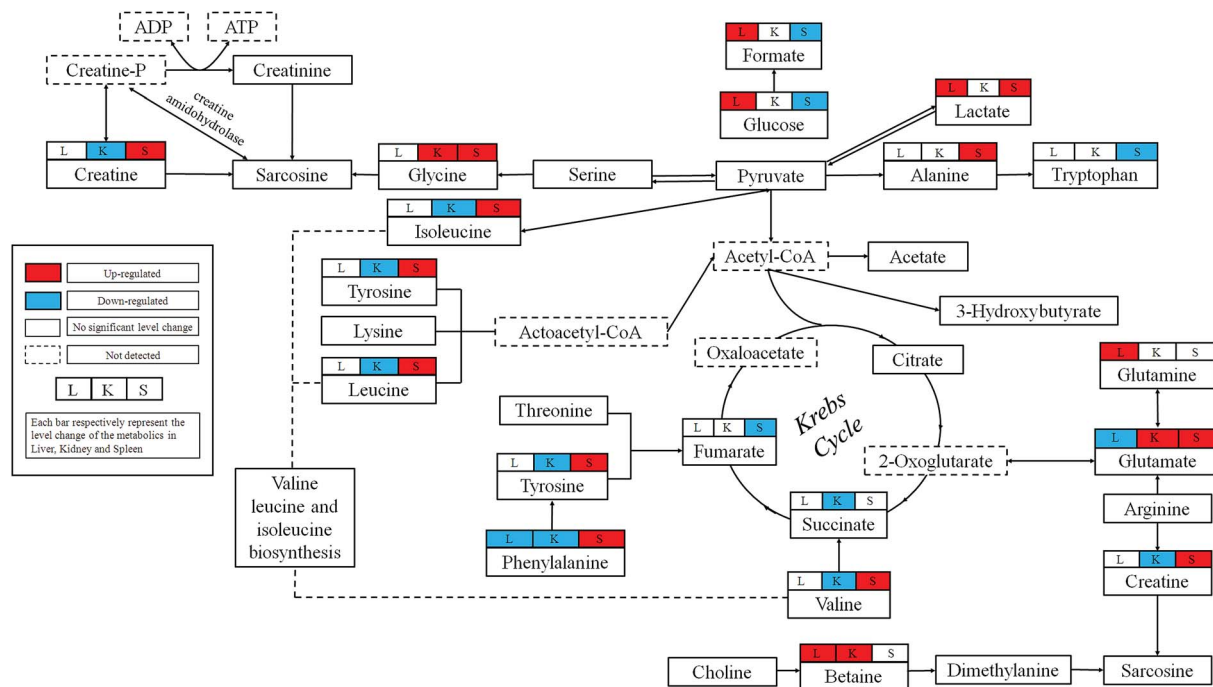 ADP
ATP
Creatine-P
Creatinine
creatine
amidohydrolase
L K S
Creatine
Sarcosine
L K S
Glycine
Serine
Pyruvate
L K S
Formate
L K S
Glucose
L K S
Lactate
L K S
Alanine
L K S
Tryptophan
L K S
Isoleucine
Acetyl-CoA
Acetate
3-Hydroxybutyrate
L K S
Tyrosine
Lysine
L K S
Leucine
Actoacetyl-CoA
Up-regulated
Down-regulated
No significant level change
Not detected
L K S
Each bar respectively represent the
level change of the metabolics in
Liver, Kidney and Spleen
Valine
leucine and
isoleucine
biosynthesis
Threonine
L K S
Tyrosine
L K S
Phenylalanine
Oxaloacetate
Citrate
Krebs
Cycle
L K S
Fumarate
2-Oxoglutarate
L K S
Succinate
L K S
Valine
L K S
Glutamine
L K S
Glutamate
Arginine
L K S
Creatine
Choline
L K S
Betaine
Dimethylanine
Sarcosine